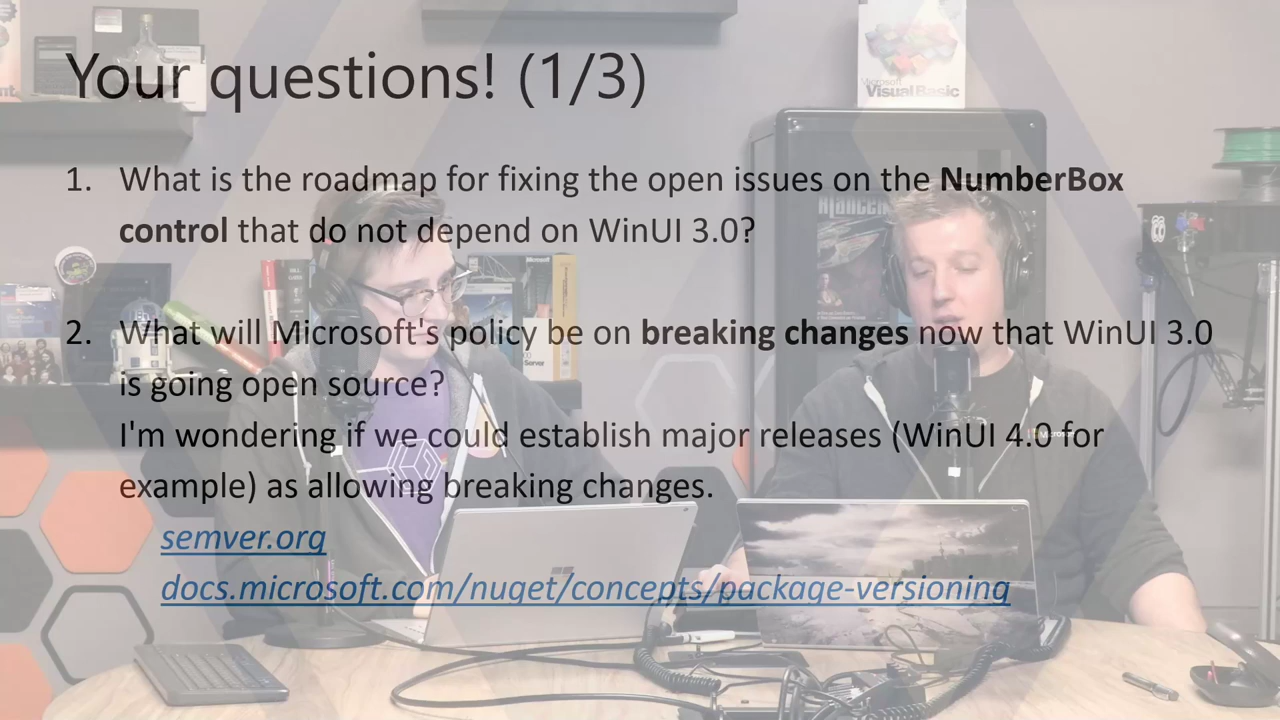 Your questions! (1/3)
Microsoft
Visual Basic
1. What is the roadmap for fixing the open issues on the NumberBox
control that do not depend on WinUI 3.0?
2. What will Microsoft's policy be on breaking changes now that WinUI 3.0
is going open source?
I'm wondering if we could establish major releases (WinUI 4.0 for
example) as allowing breaking changes.
semver.org
docs.microsoft.com/nuget/concepts/package-versioning